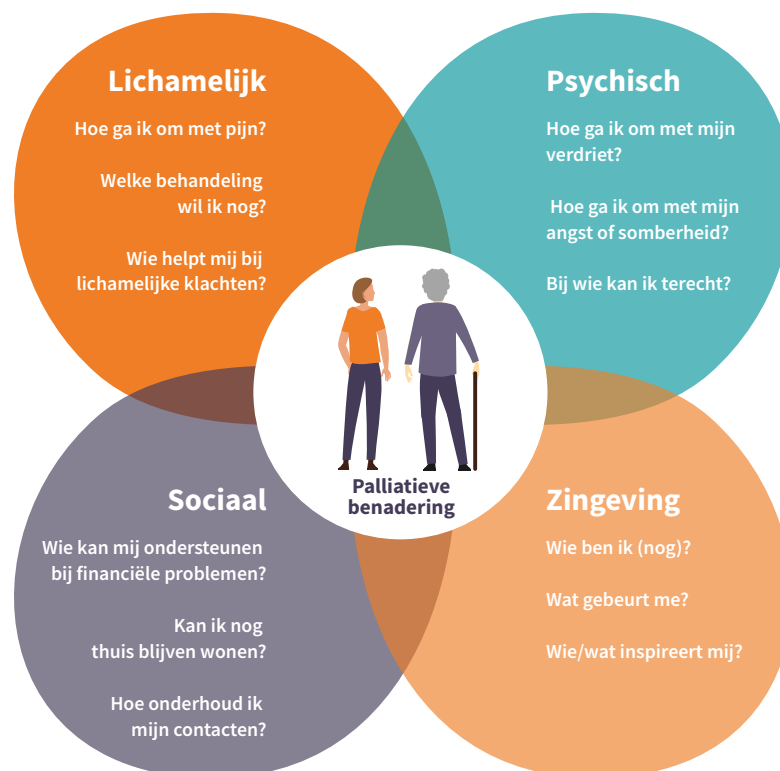 Lichamelijk
Hoe ga ik om met pijn?
Welke behandeling
wil ik nog?
Wie helpt mij bij
lichamelijke klachten?
Psychisch
Hoe ga ik om met mijn
verdriet?
Hoe ga ik om met mijn
angst of somberheid?
Bij wie kan ik terecht?
Palliatieve
benadering
Sociaal
Wie kan mij ondersteunen
bij financiële problemen?
Kan ik nog
thuis blijven wonen?
Hoe onderhoud ik
mijn contacten?
Zingeving
Wie ben ik (nog)?
Wat gebeurt me?
Wie/wat inspireert mij?